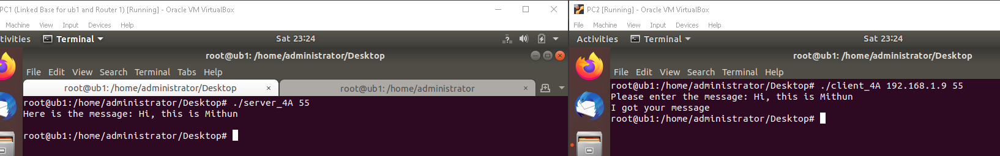 PC1 (Linked Base for ub1 and Router 1) [Running] - Oracle VM VirtualBox
Machine View Input Devices Help
tivities Terminal Sat 23:24
root@ub1: /home/administrator/Desktop
File Edit View Search Terminal Tabs Help
root@ub1: /home/administrator/Desktop × root@ub1: /home/administrator ×
root@ub1:/home/administrator/Desktop# ./server_4A 55
Here is the message: Hi, this is Mithun
root@ub1:/home/administrator/Desktop#
PC2 [Running] - Oracle VM VirtualBox
File Machine View Input Devices Help
Activities Terminal Sat 23:24
root@ub1: /home/administrator/Desktop
File Edit View Search Terminal Help
root@ub1:/home/administrator/Desktop# ./client_4A 192.168.1.9 55
Please enter the message: Hi, this is Mithun
I got your message
root@ub1:/home/administrator/Desktop#